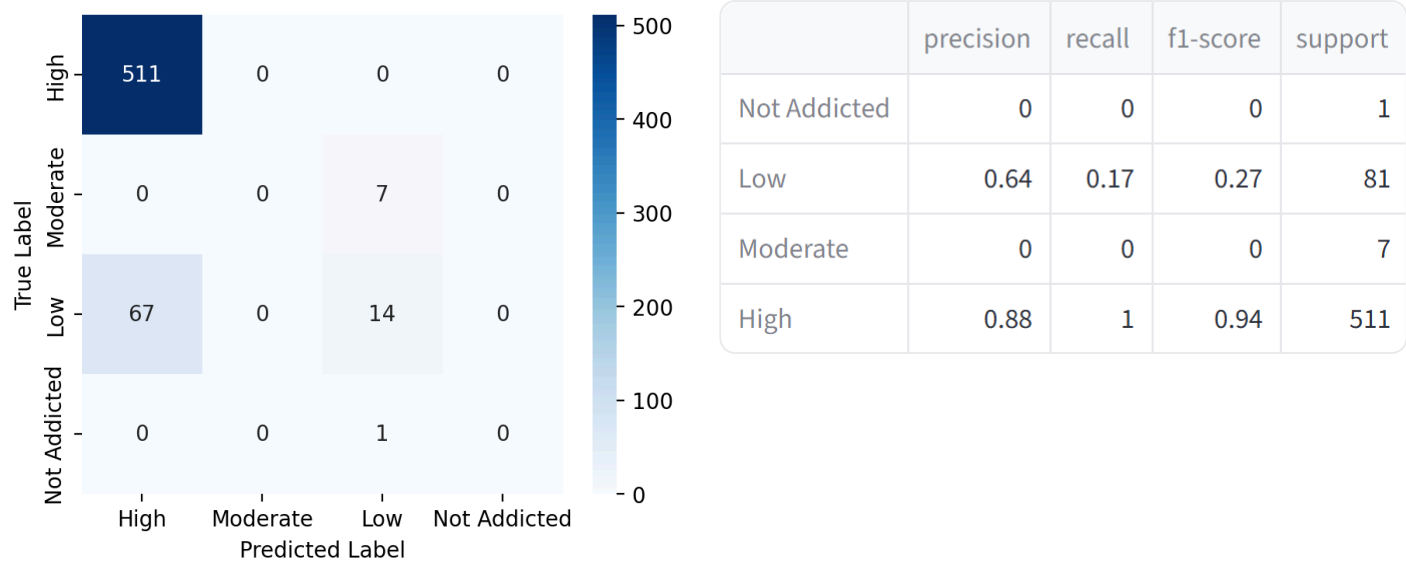 True Label
High
Moderate
Low
Not Addicted
511 0 0 0
0 0 7 0
67 0 14 0
0 0 1 0
High Moderate Low Not Addicted
Predicted Label
500
400
300
200
100
0
precision recall f1-score support
Not Addicted 0 0 0 1
Low 0.64 0.17 0.27 81
Moderate 0 0 0 7
High 0.88 1 0.94 511